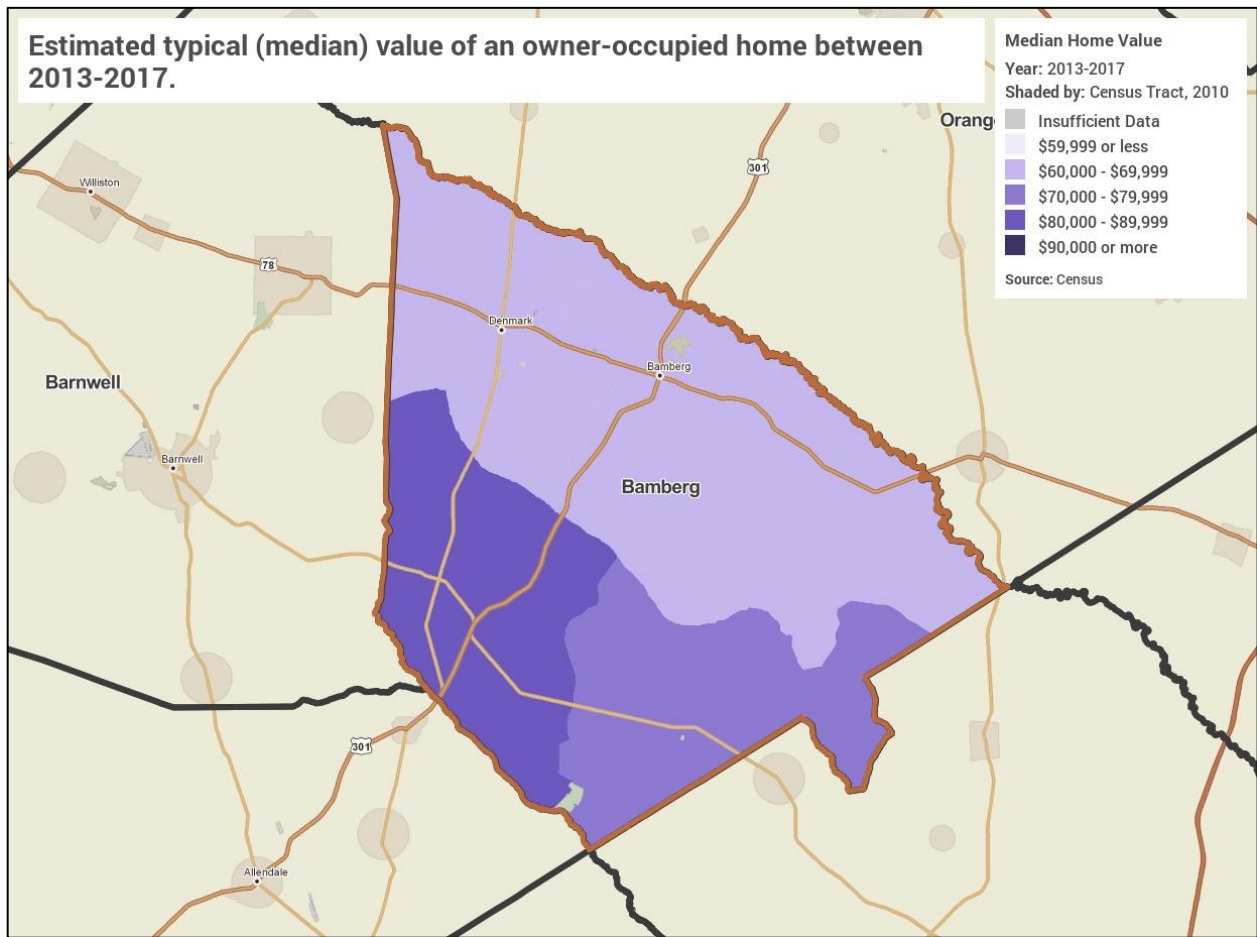 Estimated typical (median) value of an owner-occupied home between
2013-2017.
Median Home Value
Year: 2013-2017
Shaded by: Census Tract, 2010
Insufficient Data
$59,999 or less
$60,000 - $69,999
$70,000 - $79,999
$80,000 - $89,999
$90,000 or more
Source: Census
Orang
301
Williston
78
Denmark
Bamberg
Barnwell
Barnwell
Bamberg
301
Allendale